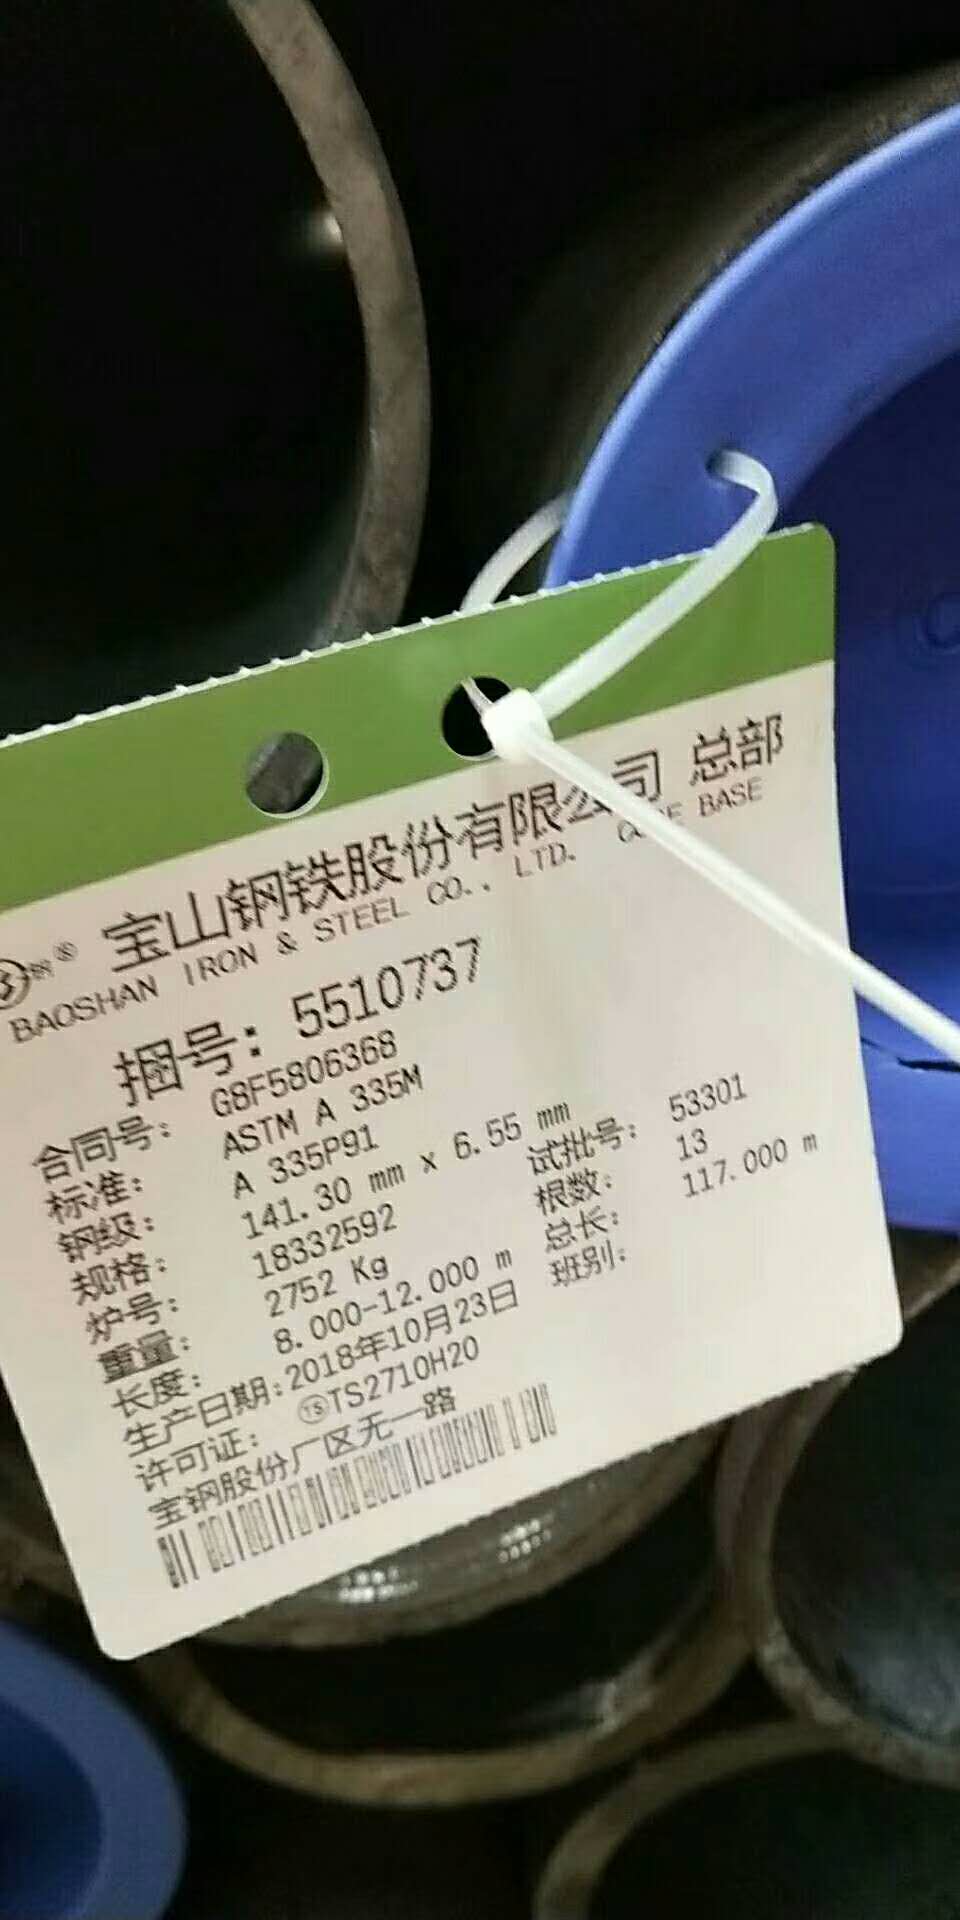 宝山钢铁股份有限公司 总部
BAOSHAN IRON & STEEL CO., LTD. BASE
捆号: 5510737
合同号: G8F5806368
标准: ASTM A 335M
钢级: A 335P91
规格: 141.30 mm x 6.55 mm
炉号: 18332592 试批号: 53301
重量: 2752 Kg 根数: 13
长度: 8.000-12.000 m 总长: 117.000 m
生产日期:2018年10月23日 班别:
许可证: TS TS2710H20
宝钢股份厂区无一路